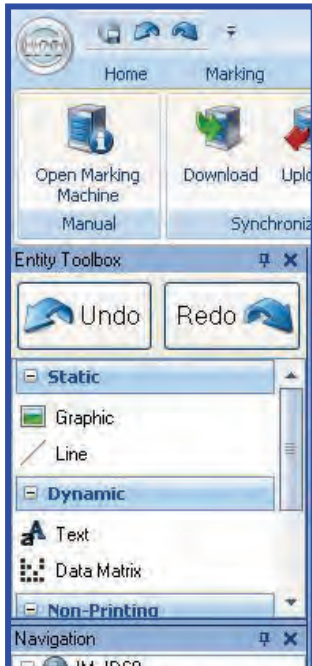 Home Marking
Open Marking Download
Machine
Manual
Entity Toolbox
Undo Redo
Static
Graphic
Line
Dynamic
Text
Data Matrix
Non-Printing
Navigation